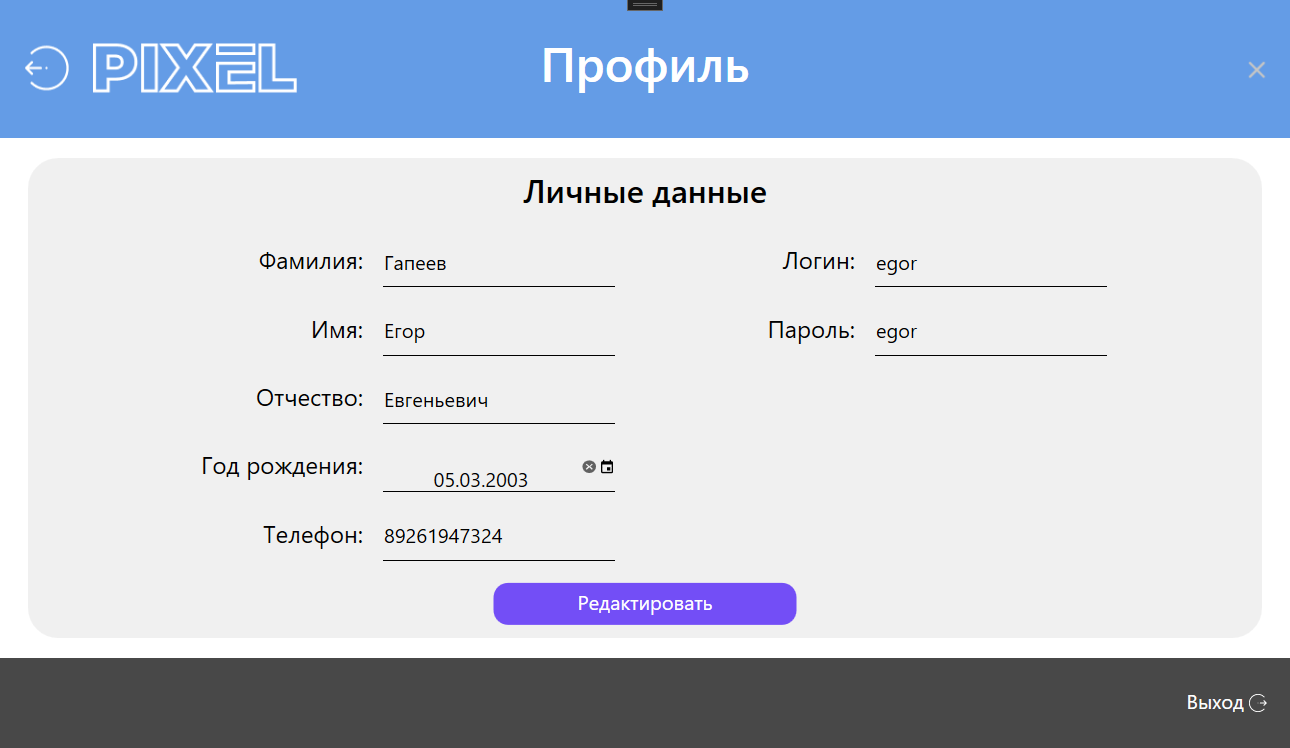 PIXEL
Профиль
Личные данные
Фамилия: Гапеев
Логин: egor
Имя: Егор
Пароль: egor
Отчество: Евгеньевич
Год рождения: 05.03.2003
Телефон: 89261947324
Редактировать
Выход